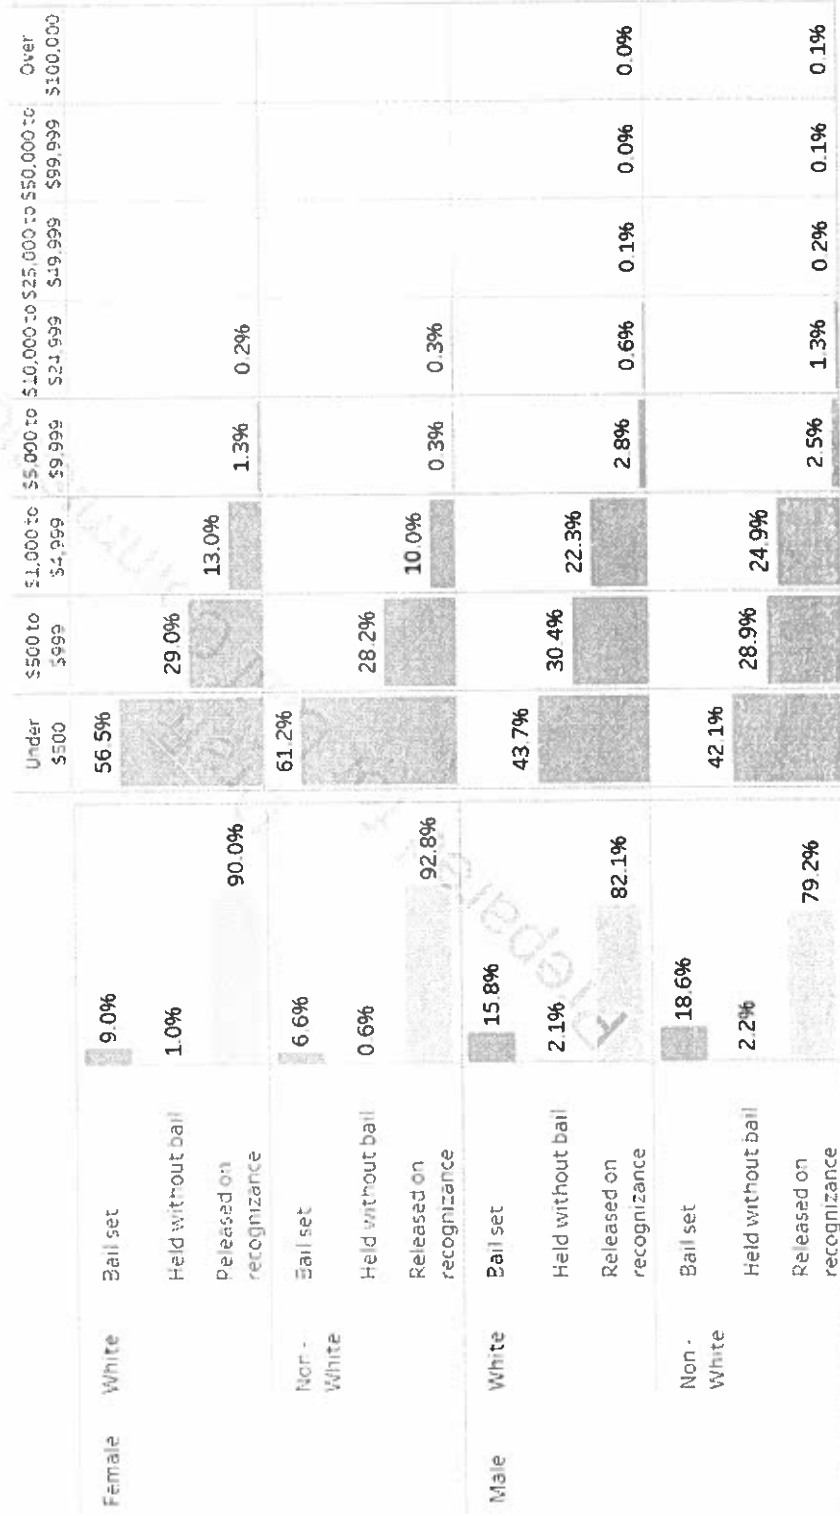 Under $500
$500 to $999
$1,000 to $4,999
$5,000 to $9,999
$10,000 to $24,999
$25,000 to $49,999
$50,000 to $99,999
Over $100,000
Female White Bail set 9.0% 56.5% 29.0% 13.0% 1.3% 0.2%
Held without bail 1.0%
Released on recognizance 90.0%
Non-White Bail set 6.6% 61.2% 28.2% 10.0% 0.3% 0.3%
Held without bail 0.6%
Released on recognizance 92.8%
Male White Bail set 15.8% 43.7% 30.4% 22.3% 2.8% 0.6% 0.1% 0.0% 0.0%
Held without bail 2.1%
Released on recognizance 82.1%
Non-White Bail set 18.6% 42.1% 28.9% 24.9% 2.5% 1.3% 0.2% 0.1% 0.1%
Held without bail 2.2%
Released on recognizance 79.2%